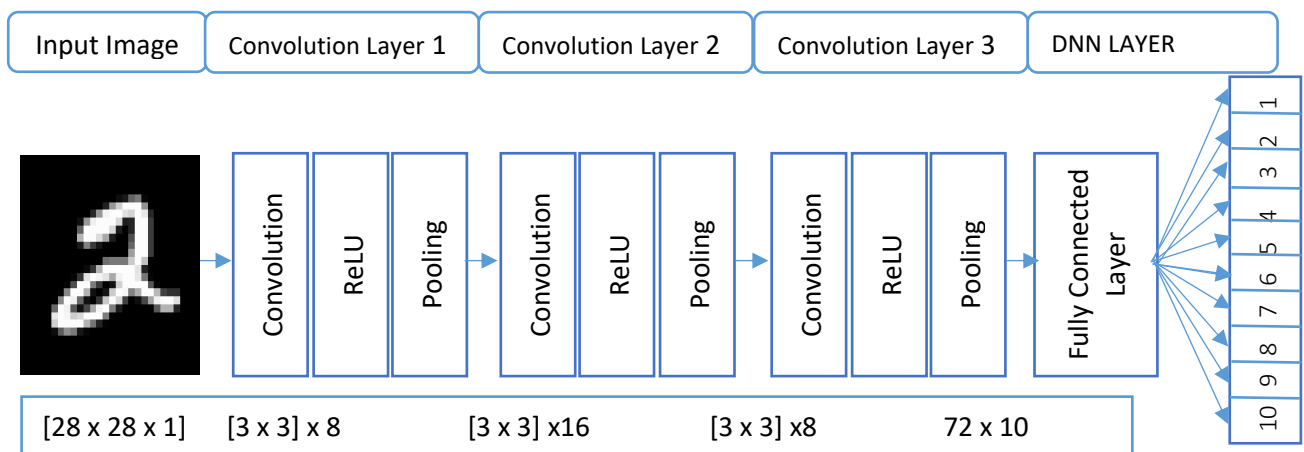 Input Image Convolution Layer 1 Convolution Layer 2 Convolution Layer 3 DNN LAYER
Convolution
ReLU
Pooling
Convolution
ReLU
Pooling
Convolution
ReLU
Pooling
Fully Connected
Layer
1
2
3
4
5
6
7
8
9
10
[28 x 28 x 1] [3 x 3] x 8 [3 x 3] x16 [3 x 3] x8 72 x 10